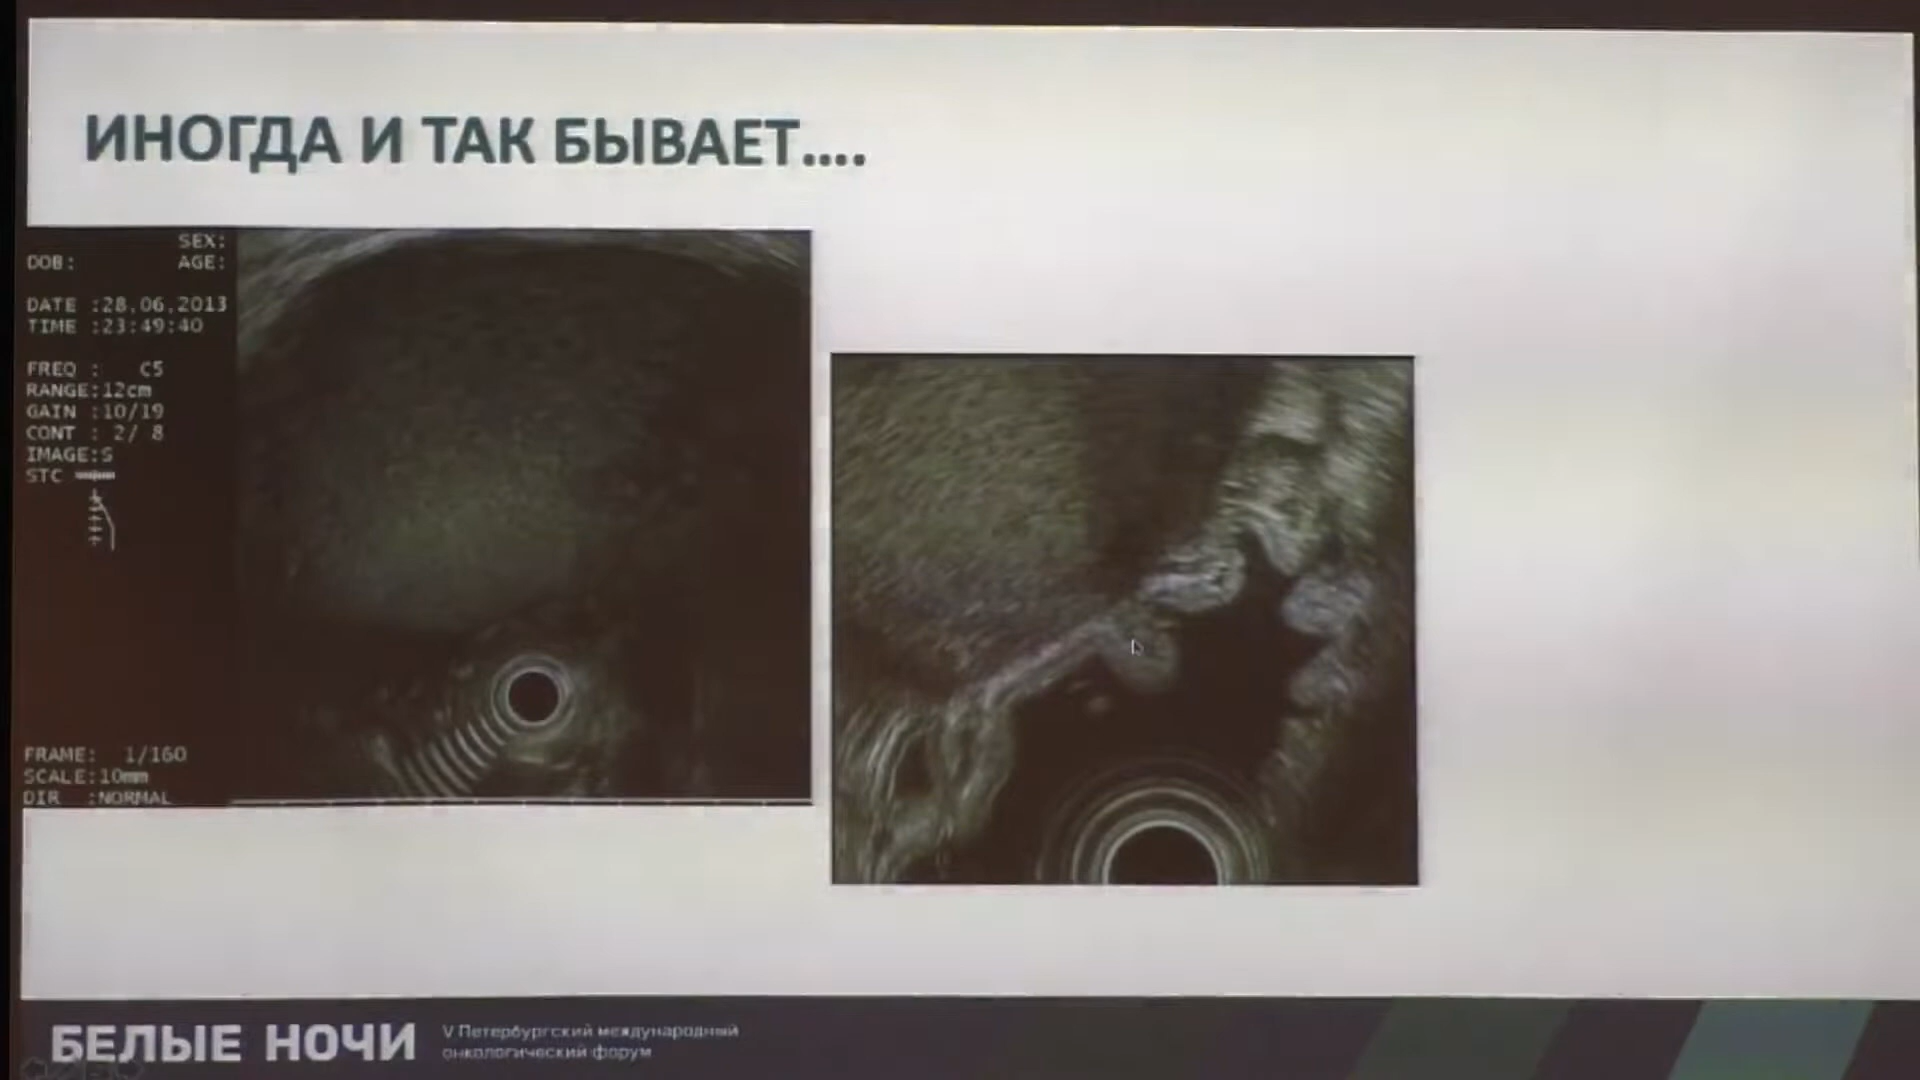 ИНОГДА И ТАК БЫВАЕТ....
SEX:
DOB: AGE:
DATE :28.06.2013
TIME :23:49:40
FREQ : C5
RANGE:12cm
GAIN :10/19
CONT : 2/ 8
IMAGE:S
STC
FRAME: 1/160
SCALE:10mm
DIR :NORMAL
БЕЛЫЕ НОЧИ
V Петербургский международный
онкологический форум